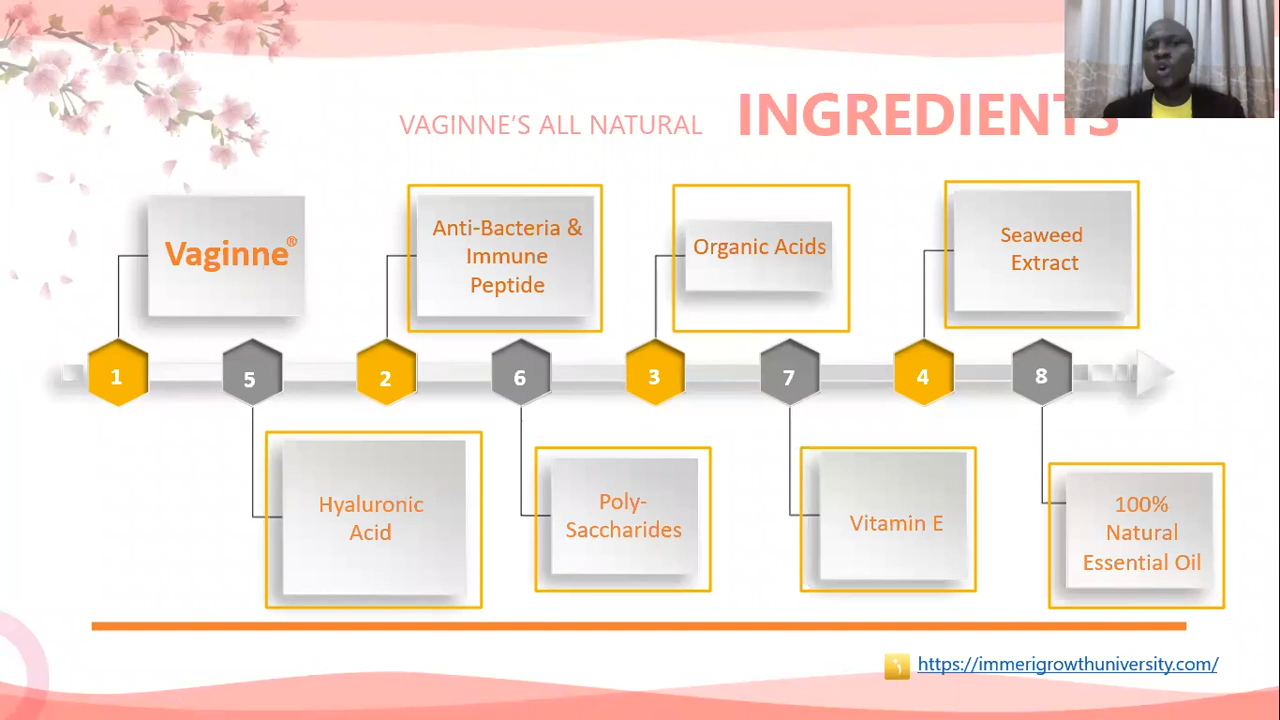 VAGINNE'S ALL NATURAL INGREDIENTS
Vaginne®
Anti-Bacteria &
Immune
Peptide
Organic Acids
Seaweed
Extract
1
5
2
6
3
7
4
8
Hyaluronic
Acid
Poly-
Saccharides
Vitamin E
100%
Natural
Essential Oil
https://immerigrowthuniversity.com/